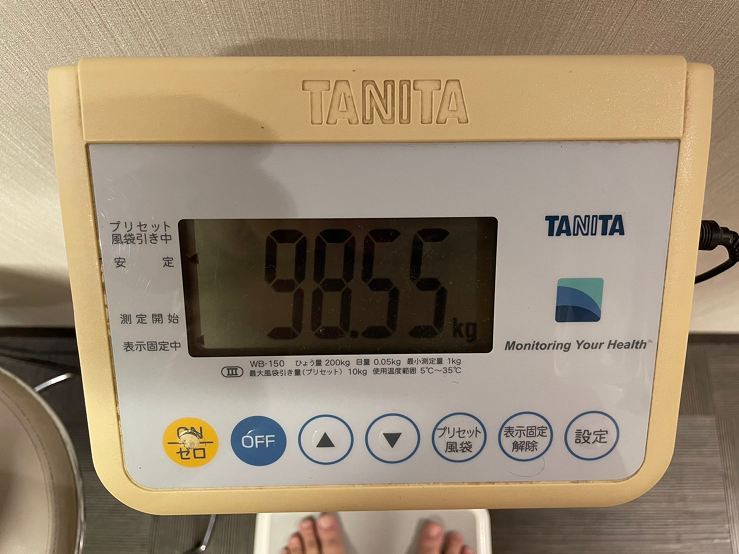 TANITA
TANITA
プリセット
風袋引き中
安 定
測定開始
表示固定中
98.55 kg
Monitoring Your Health
WB-150 ひょう量 200kg 目量 0.05kg 最小測定量 1kg
III 最大風袋引き量(プリセット) 10kg 使用温度範囲 5℃〜35℃
ON
ゼロ
OFF
▲
▼
プリセット
風袋
表示固定
解除
設定